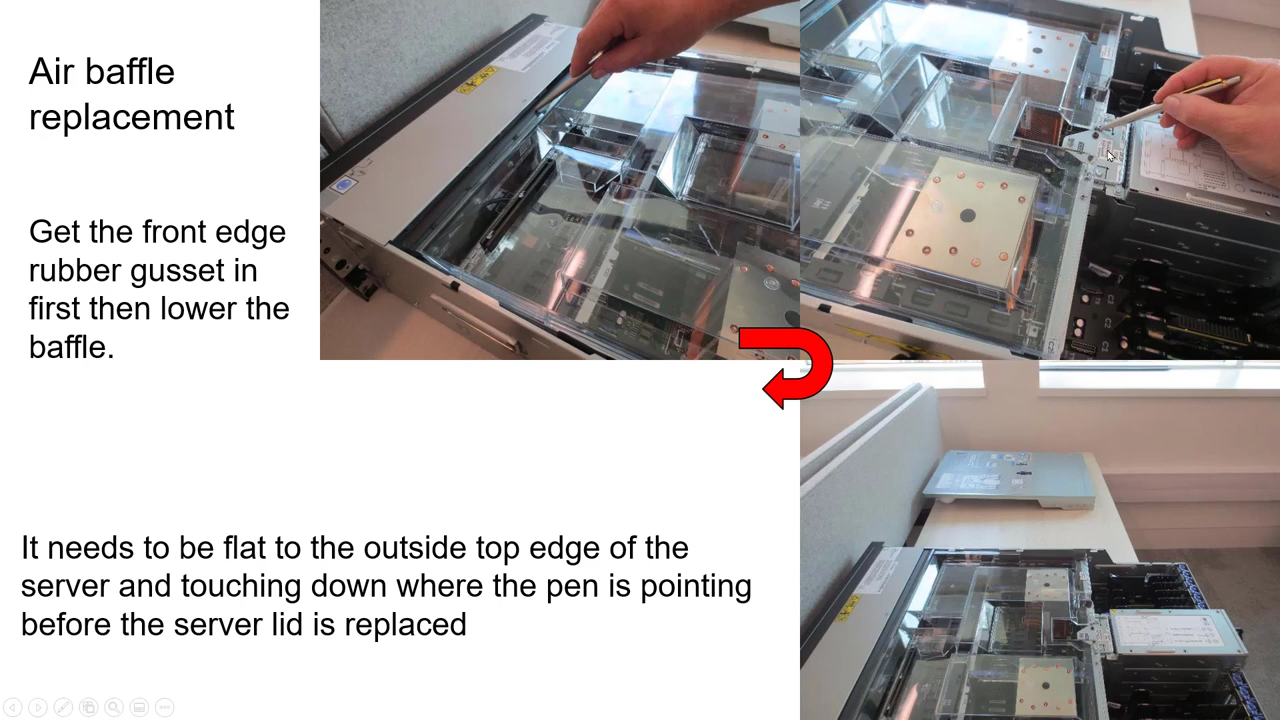 Air baffle
replacement
Get the front edge
rubber gusset in
first then lower the
baffle.
It needs to be flat to the outside top edge of the
server and touching down where the pen is pointing
before the server lid is replaced